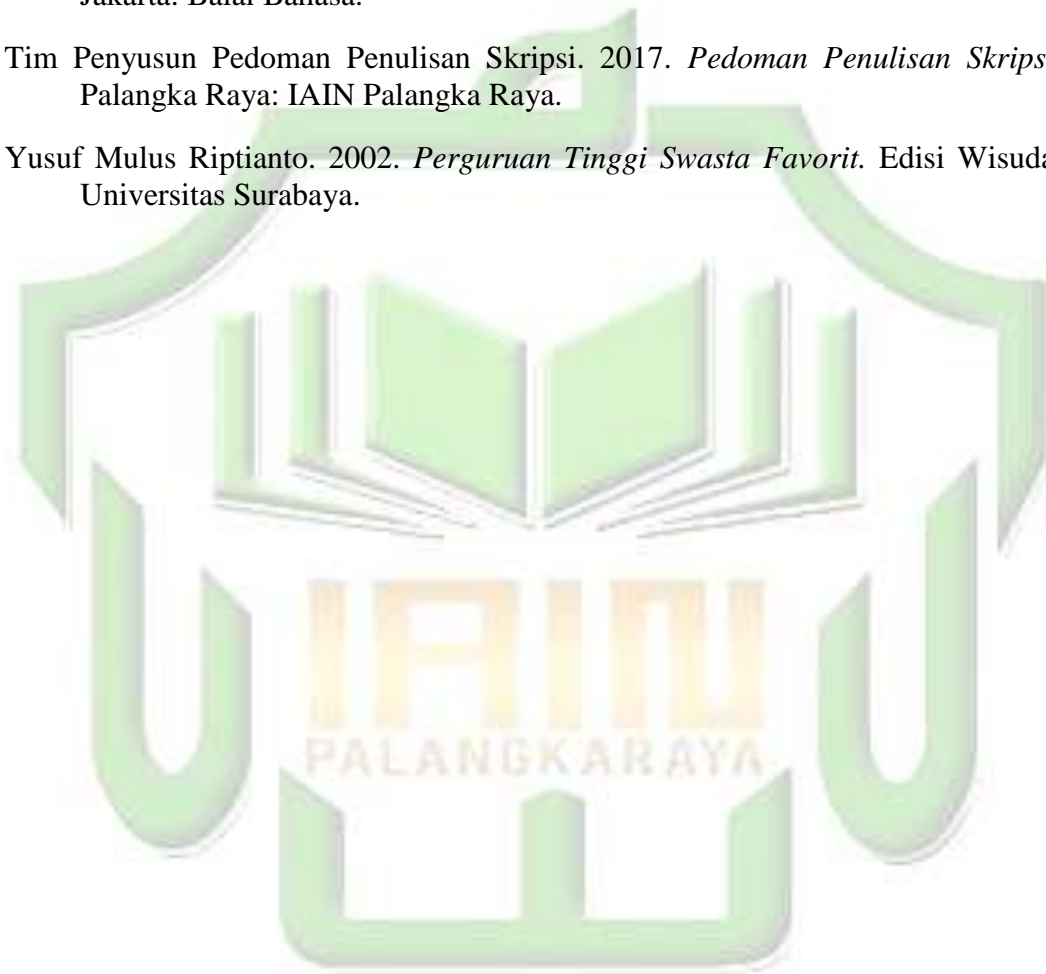 Jakarta: Balai Bahasa.
Tim Penyusun Pedoman Penulisan Skripsi. 2017. Pedoman Penulisan Skrips
Palangka Raya: IAIN Palangka Raya.
Yusuf Mulus Riptianto. 2002. Perguruan Tinggi Swasta Favorit. Edisi Wisuda
Universitas Surabaya.
IAIN
PALANGKARAYA